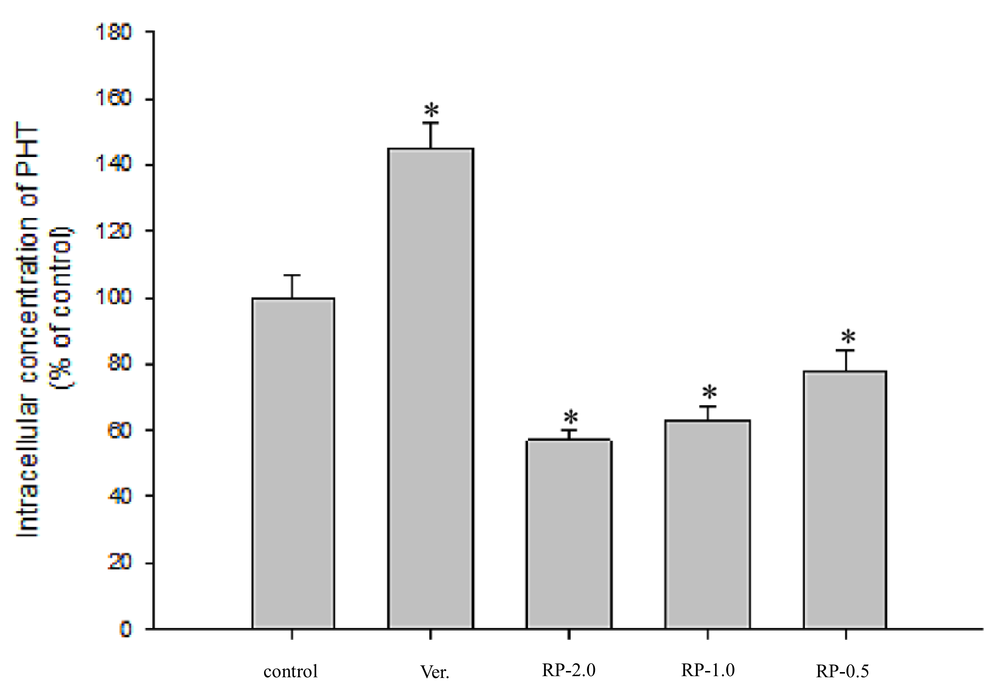 Intracellular concentration of PHT
(% of control)
180
160
140
120
100
80
60
40
20
0
*
*
*
*
control
Ver.
RP-2.0
RP-1.0
RP-0.5